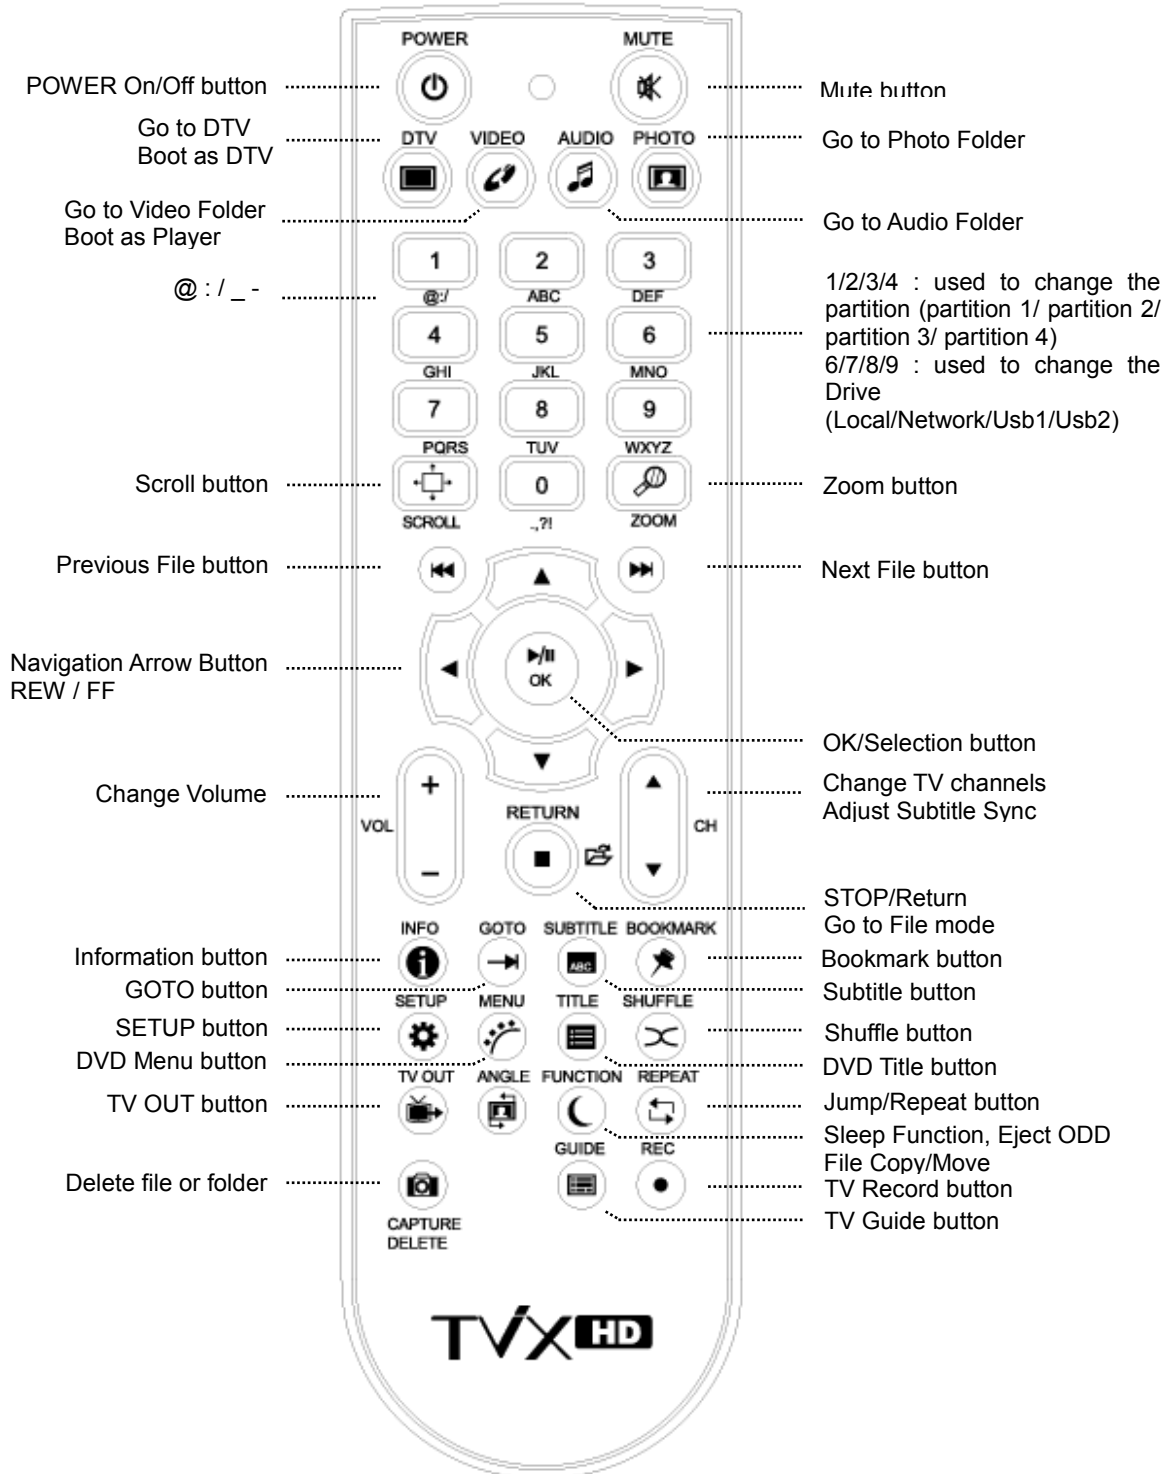 POWER MUTE
POWER On/Off button
Mute button
Go to DTV
Boot as DTV
DTV VIDEO AUDIO PHOTO
Go to Photo Folder
Go to Video Folder
Boot as Player
Go to Audio Folder
1 2 3
@ : / _ -
@:/ ABC DEF
1/2/3/4 : used to change the
partition (partition 1/ partition 2/
partition 3/ partition 4)
6/7/8/9 : used to change the
Drive
(Local/Network/Usb1/Usb2)
4 5 6
GHI JKL MNO
7 8 9
PQRS TUV WXYZ
Scroll button
0
Zoom button
SCROLL .,?! ZOOM
Previous File button
Next File button
Navigation Arrow Button
REW / FF
OK
OK/Selection button
Change Volume
Change TV channels
Adjust Subtitle Sync
VOL + −
RETURN
CH
STOP/Return
Go to File mode
INFO GOTO SUBTITLE BOOKMARK
ABC
Information button
Bookmark button
GOTO button
Subtitle button
SETUP MENU TITLE SHUFFLE
SETUP button
Shuffle button
DVD Menu button
DVD Title button
TV OUT ANGLE FUNCTION REPEAT
TV OUT button
Jump/Repeat button
Sleep Function, Eject ODD
File Copy/Move
GUIDE REC
Delete file or folder
TV Record button
TV Guide button
CAPTURE
DELETE
TViX HD